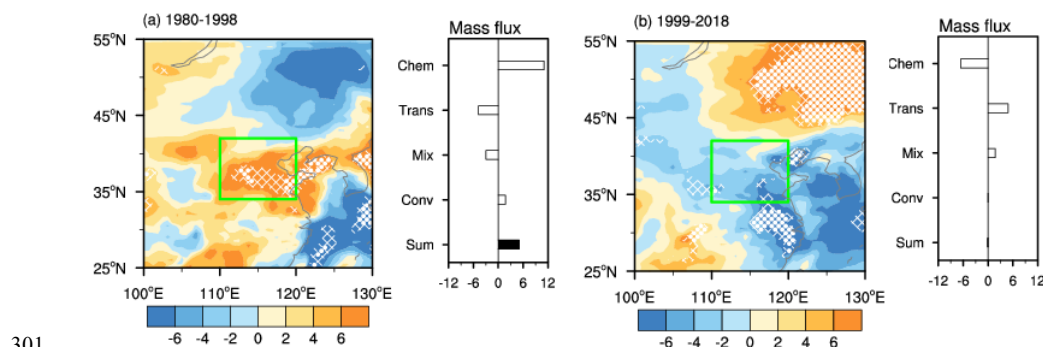 (a) 1980-1998
Mass flux
55°N
45°N
35°N
25°N
100°E 110°E 120°E 130°E
-6 -4 -2 0 2 4 6
Chem
Trans
Mix
Conv
Sum
-12 -6 0 6 12
(b) 1999-2018
Mass flux
55°N
45°N
35°N
25°N
100°E 110°E 120°E 130°E
-6 -4 -2 0 2 4 6
Chem
Trans
Mix
Conv
Sum
-12 -6 0 6 12
301